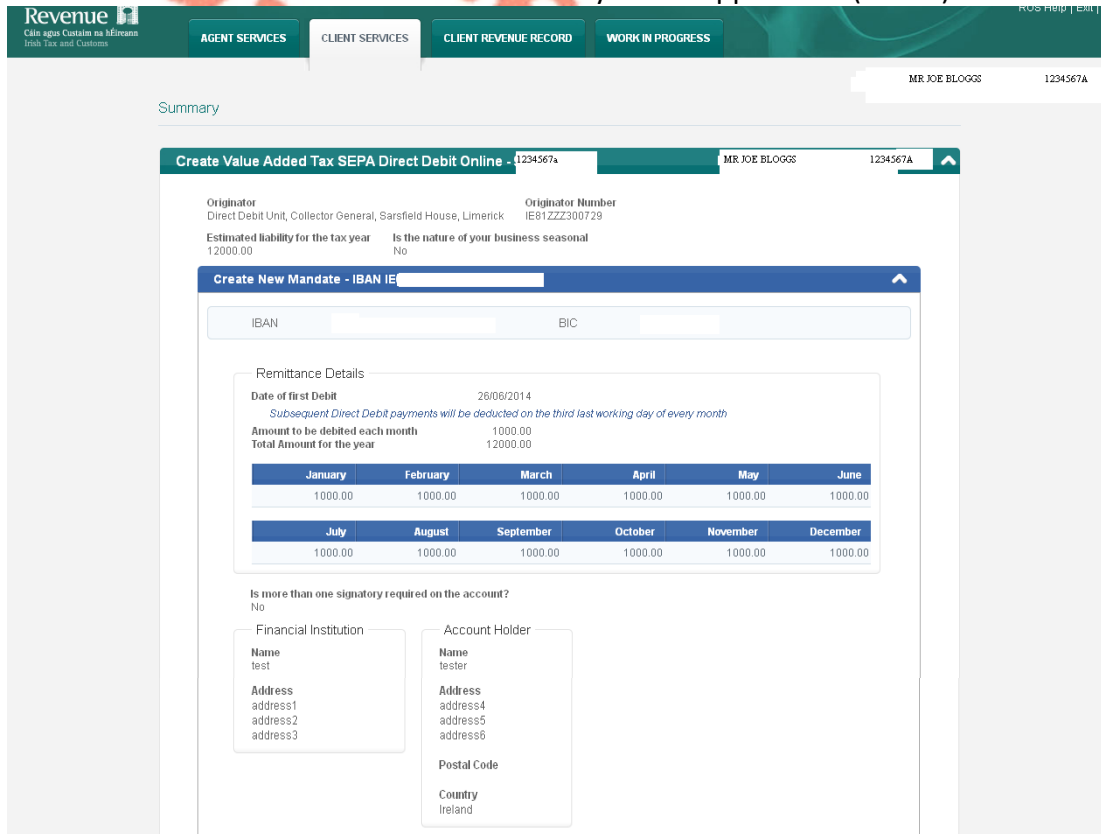 Revenue
Cáin agus Custaim na hÉireann
Irish Tax and Customs
AGENT SERVICES CLIENT SERVICES CLIENT REVENUE RECORD WORK IN PROGRESS
ROS Help | Exit |
MR JOE BLOGGS 1234567A
Summary
Create Value Added Tax SEPA Direct Debit Online - 1234567a MR JOE BLOGGS 1234567A
Originator Originator Number
Direct Debit Unit, Collector General, Sarsfield House, Limerick IE81ZZZ300729
Estimated liability for the tax year Is the nature of your business seasonal
12000.00 No
Create New Mandate - IBAN IE
IBAN BIC
Remittance Details
Date of first Debit 26/06/2014
Subsequent Direct Debit payments will be deducted on the third last working day of every month
Amount to be debited each month 1000.00
Total Amount for the year 12000.00
January February March April May June
1000.00 1000.00 1000.00 1000.00 1000.00 1000.00
July August September October November December
1000.00 1000.00 1000.00 1000.00 1000.00 1000.00
Is more than one signatory required on the account?
No
Financial Institution
Name
test
Address
address1
address2
address3
Account Holder
Name
tester
Address
address4
address5
address6
Postal Code
Country
Ireland